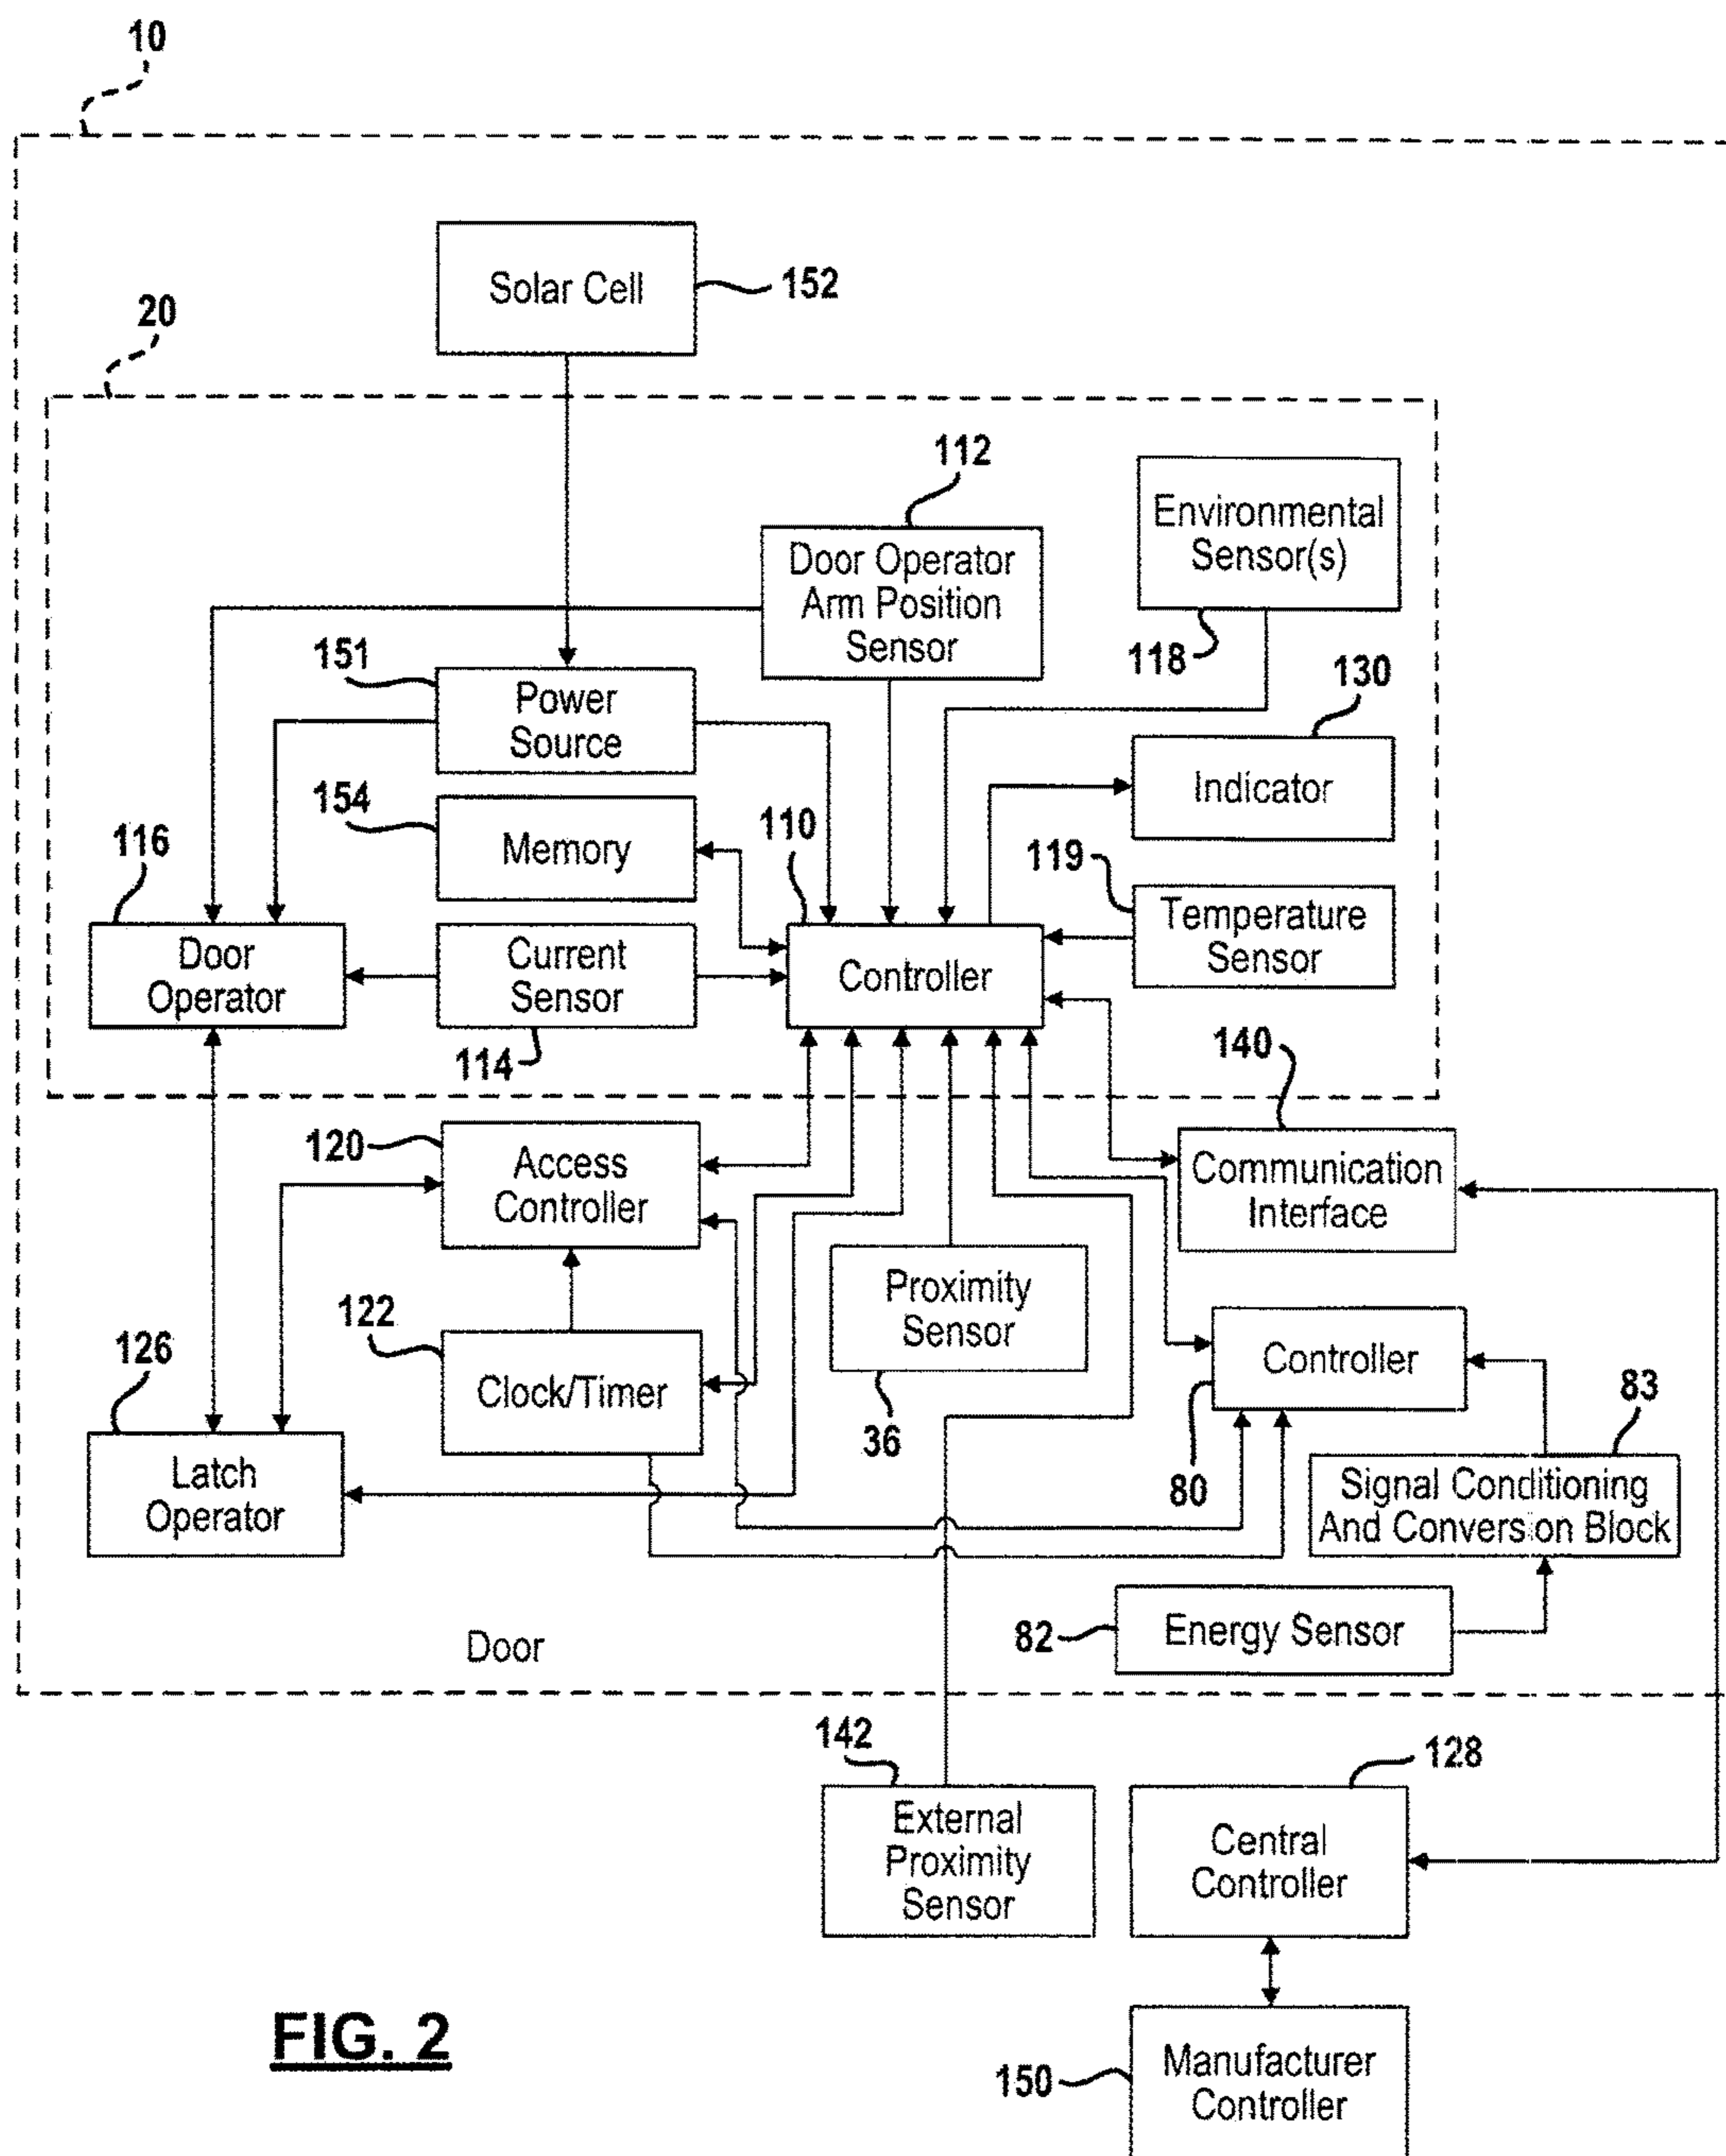 10
Solar Cell
152
20
112
Environmental
Sensor(s)
118
Door Operator
Arm Position
Sensor
151
Power
Source
130
Indicator
154
Memory
110
116
119
Temperature
Sensor
Door
Operator
Current
Sensor
Controller
114
140
120
Access
Controller
Communication
Interface
Proximity
Sensor
36
122
Clock/Timer
126
Controller
80
83
Latch
Operator
Signal Conditioning
And Convers on Block
82
Energy Sensor
Door
142
128
External
Proximity
Sensor
Central
Controller
FIG. 2
150
Manufacturer
Controller